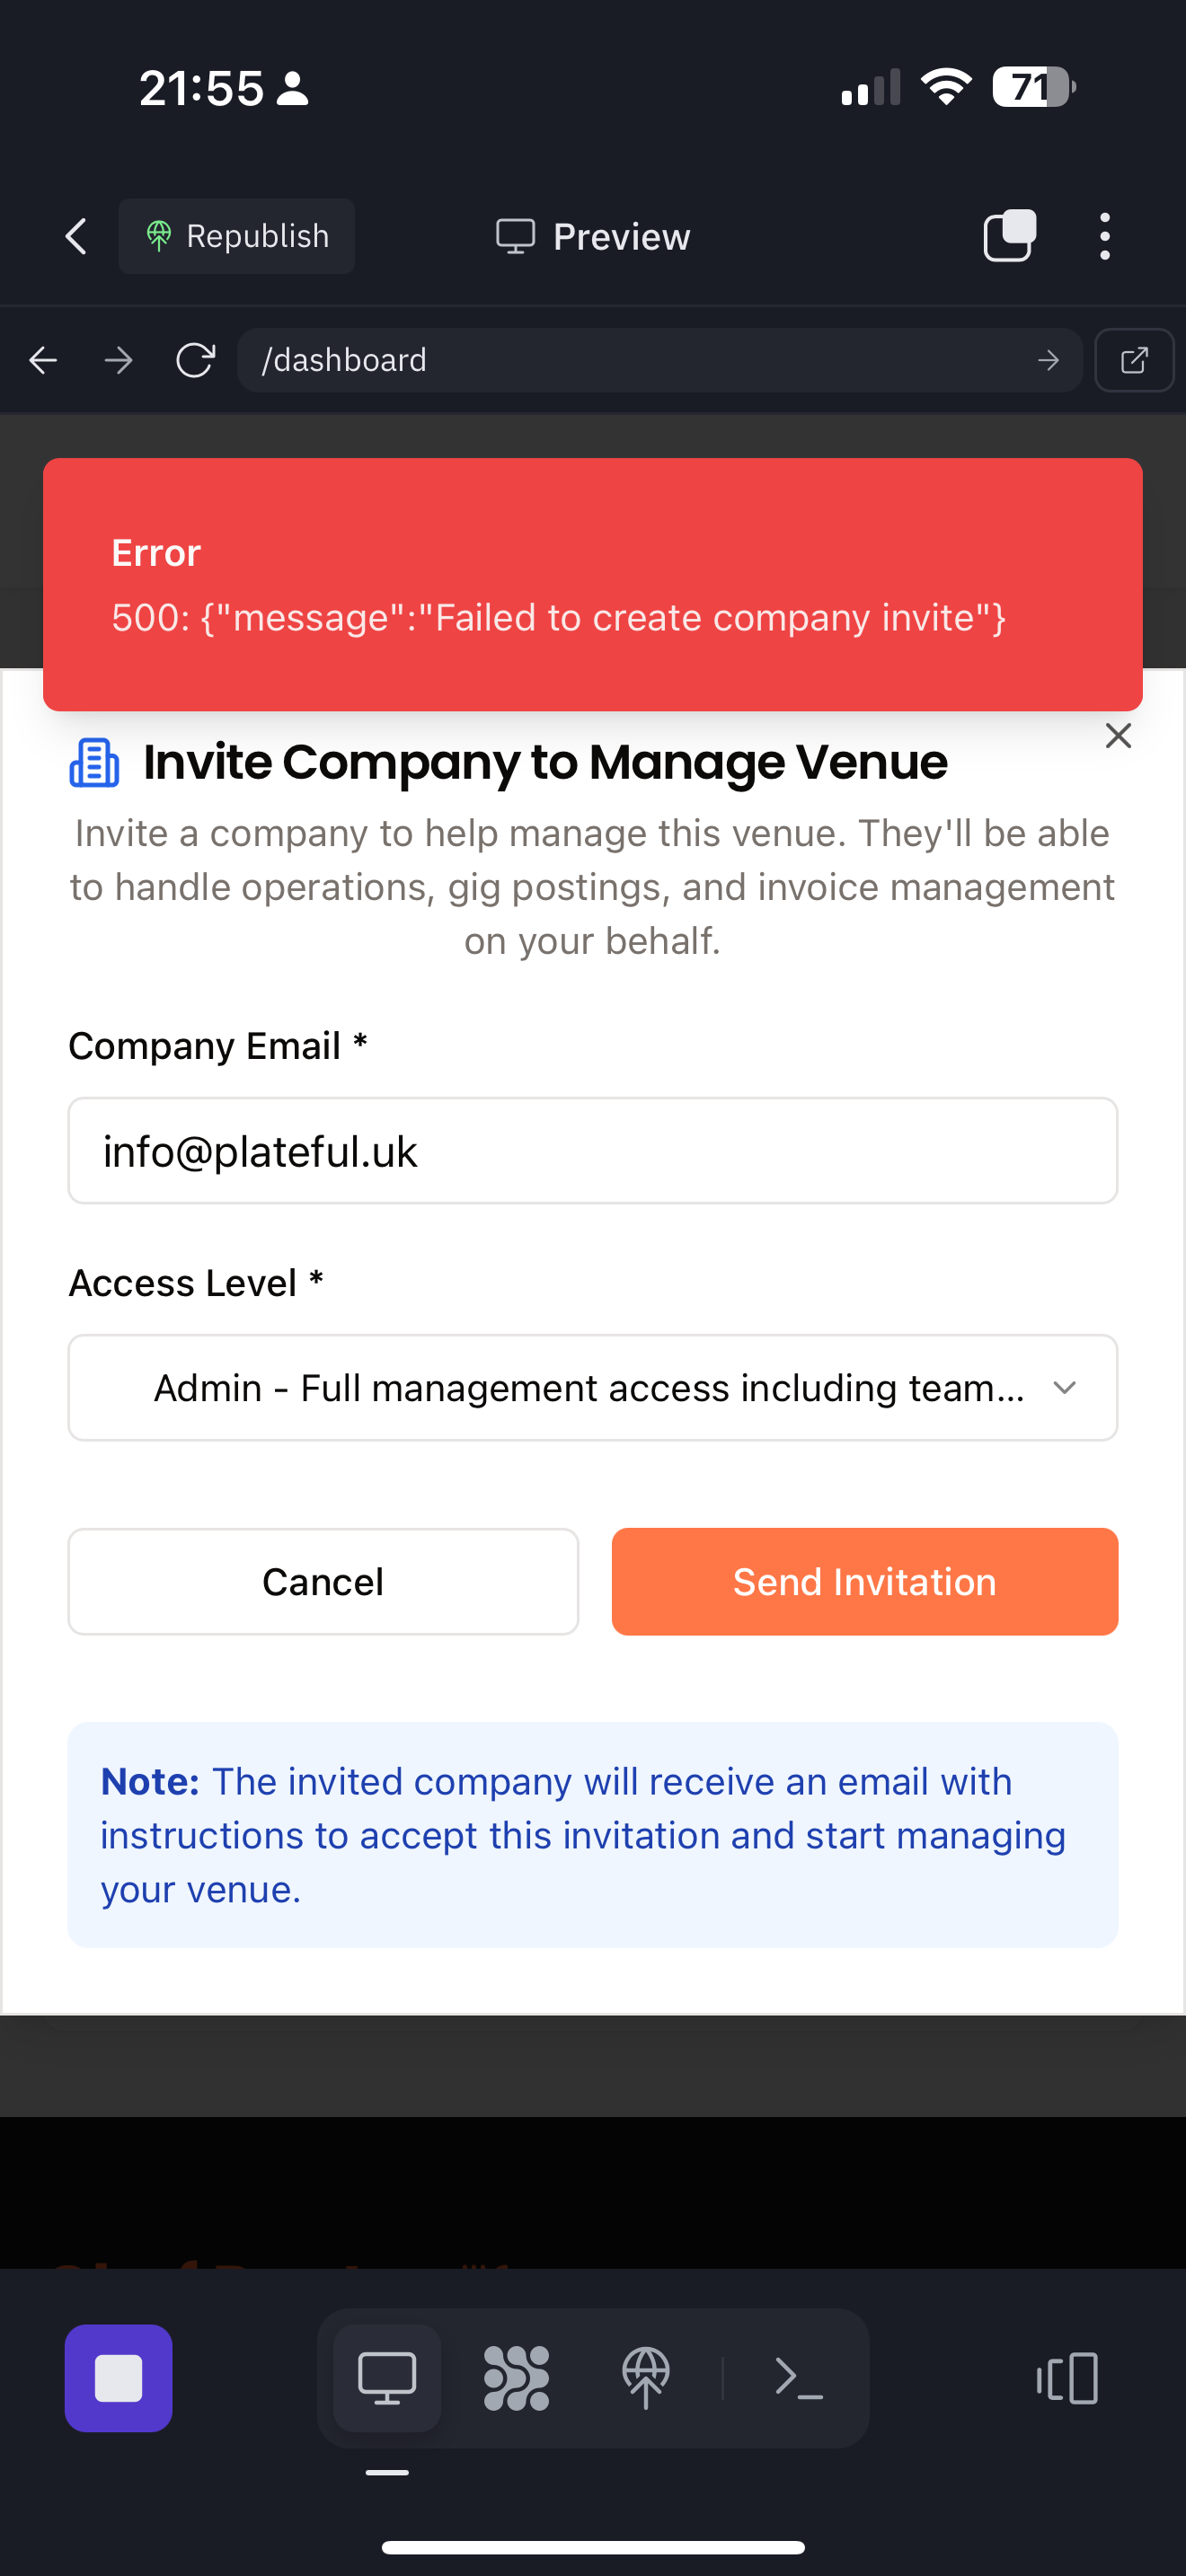 21:55
71
Republish
Preview
/dashboard
Error
500: {"message":"Failed to create company invite"}
Invite Company to Manage Venue
Invite a company to help manage this venue. They'll be able
to handle operations, gig postings, and invoice management
on your behalf.
Company Email *
info@plateful.uk
Access Level *
Admin - Full management access including team...
Cancel
Send Invitation
Note: The invited company will receive an email with
instructions to accept this invitation and start managing
your venue.